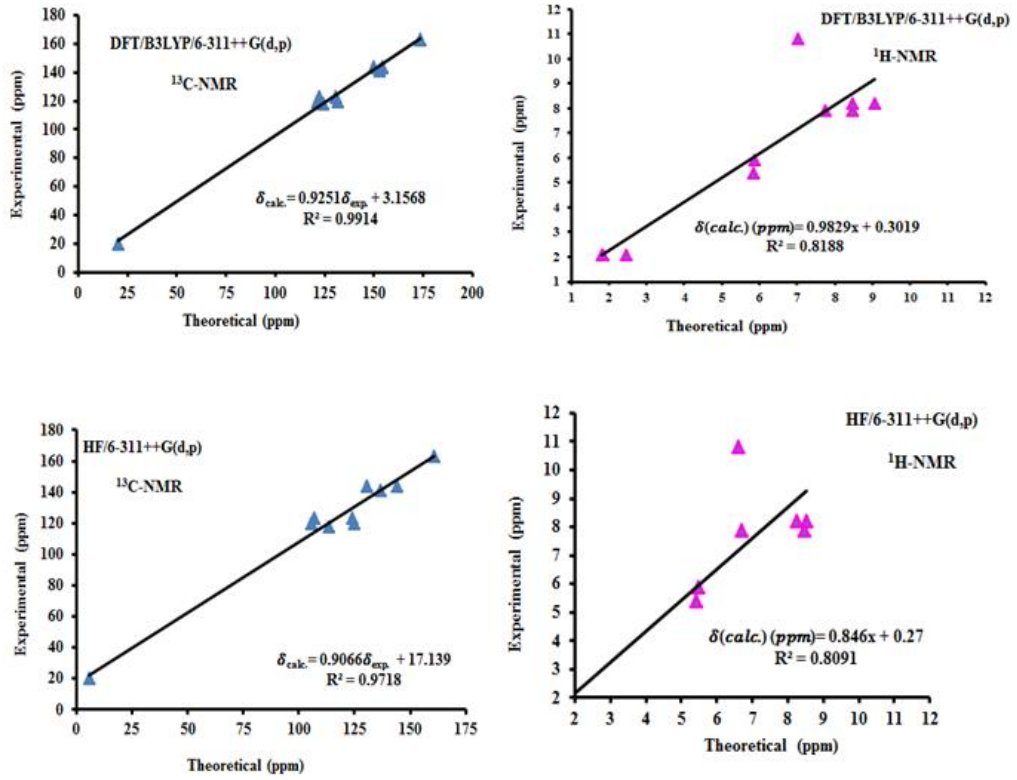 DFT/B3LYP/6-311++G(d,p)
¹³C-NMR
Experimental (ppm)
180
160
140
120
100
80
60
40
20
0
δcalc.= 0.9251δexp. + 3.1568
R² = 0.9914
0 25 50 75 100 125 150 175 200
Theoretical (ppm)
DFT/B3LYP/6-311++G(d,p)
¹H-NMR
Experimental (ppm)
12
11
10
9
8
7
6
5
4
3
2
1
δ(calc.) (ppm)= 0.9829x + 0.3019
R² = 0.8188
1 2 3 4 5 6 7 8 9 10 11 12
Theoretical (ppm)
HF/6-311++G(d,p)
¹³C-NMR
Experimental (ppm)
180
160
140
120
100
80
60
40
20
0
δcalc.= 0.9066δexp. + 17.139
R² = 0.9718
0 25 50 75 100 125 150 175
Theoretical (ppm)
HF/6-311++G(d,p)
¹H-NMR
Experimental (ppm)
12
11
10
9
8
7
6
5
4
3
2
δ(calc.) (ppm)= 0.846x + 0.27
R² = 0.8091
2 3 4 5 6 7 8 9 10 11 12
Theoretical (ppm)